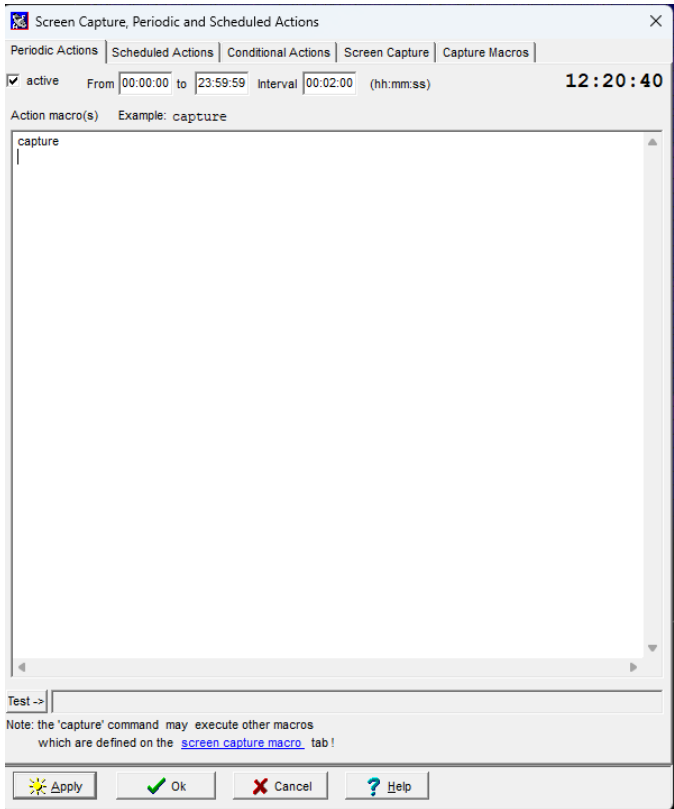 Screen Capture, Periodic and Scheduled Actions
Periodic Actions Scheduled Actions Conditional Actions Screen Capture Capture Macros
active From 00:00:00 to 23:59:59 Interval 00:02:00 (hh:mm:ss) 12:20:40
Action macro(s) Example: capture
capture
Test ->
Note: the 'capture' command may execute other macros
which are defined on the screen capture macro tab !
Apply Ok Cancel ? Help